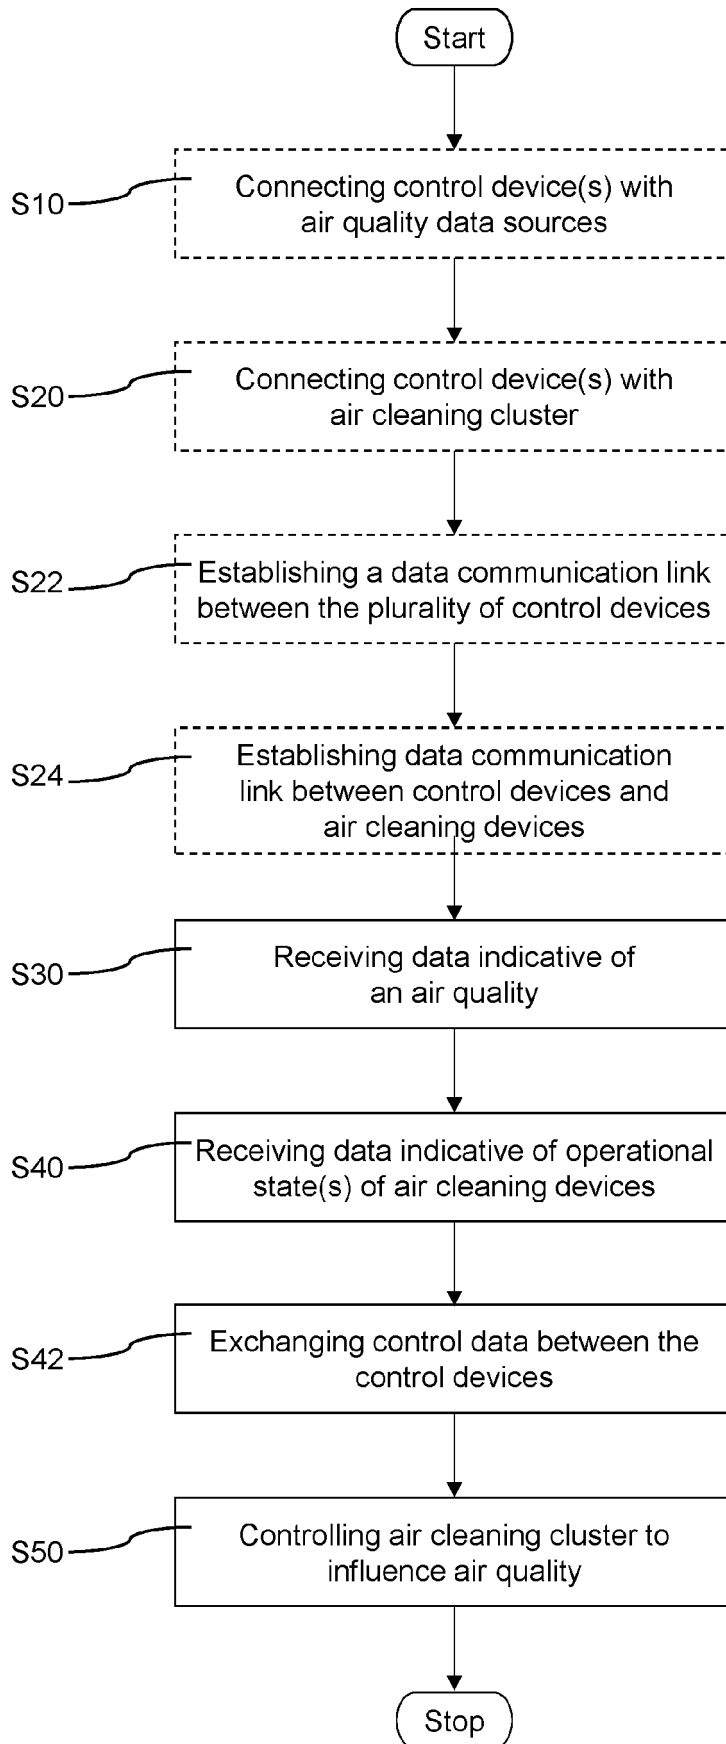 Start
S10
Connecting control device(s) with
air quality data sources
S20
Connecting control device(s) with
air cleaning cluster
S22
Establishing a data communication link
between the plurality of control devices
S24
Establishing data communication
link between control devices and
air cleaning devices
S30
Receiving data indicative of
an air quality
S40
Receiving data indicative of operational
state(s) of air cleaning devices
S42
Exchanging control data between the
control devices
S50
Controlling air cleaning cluster to
influence air quality
Stop